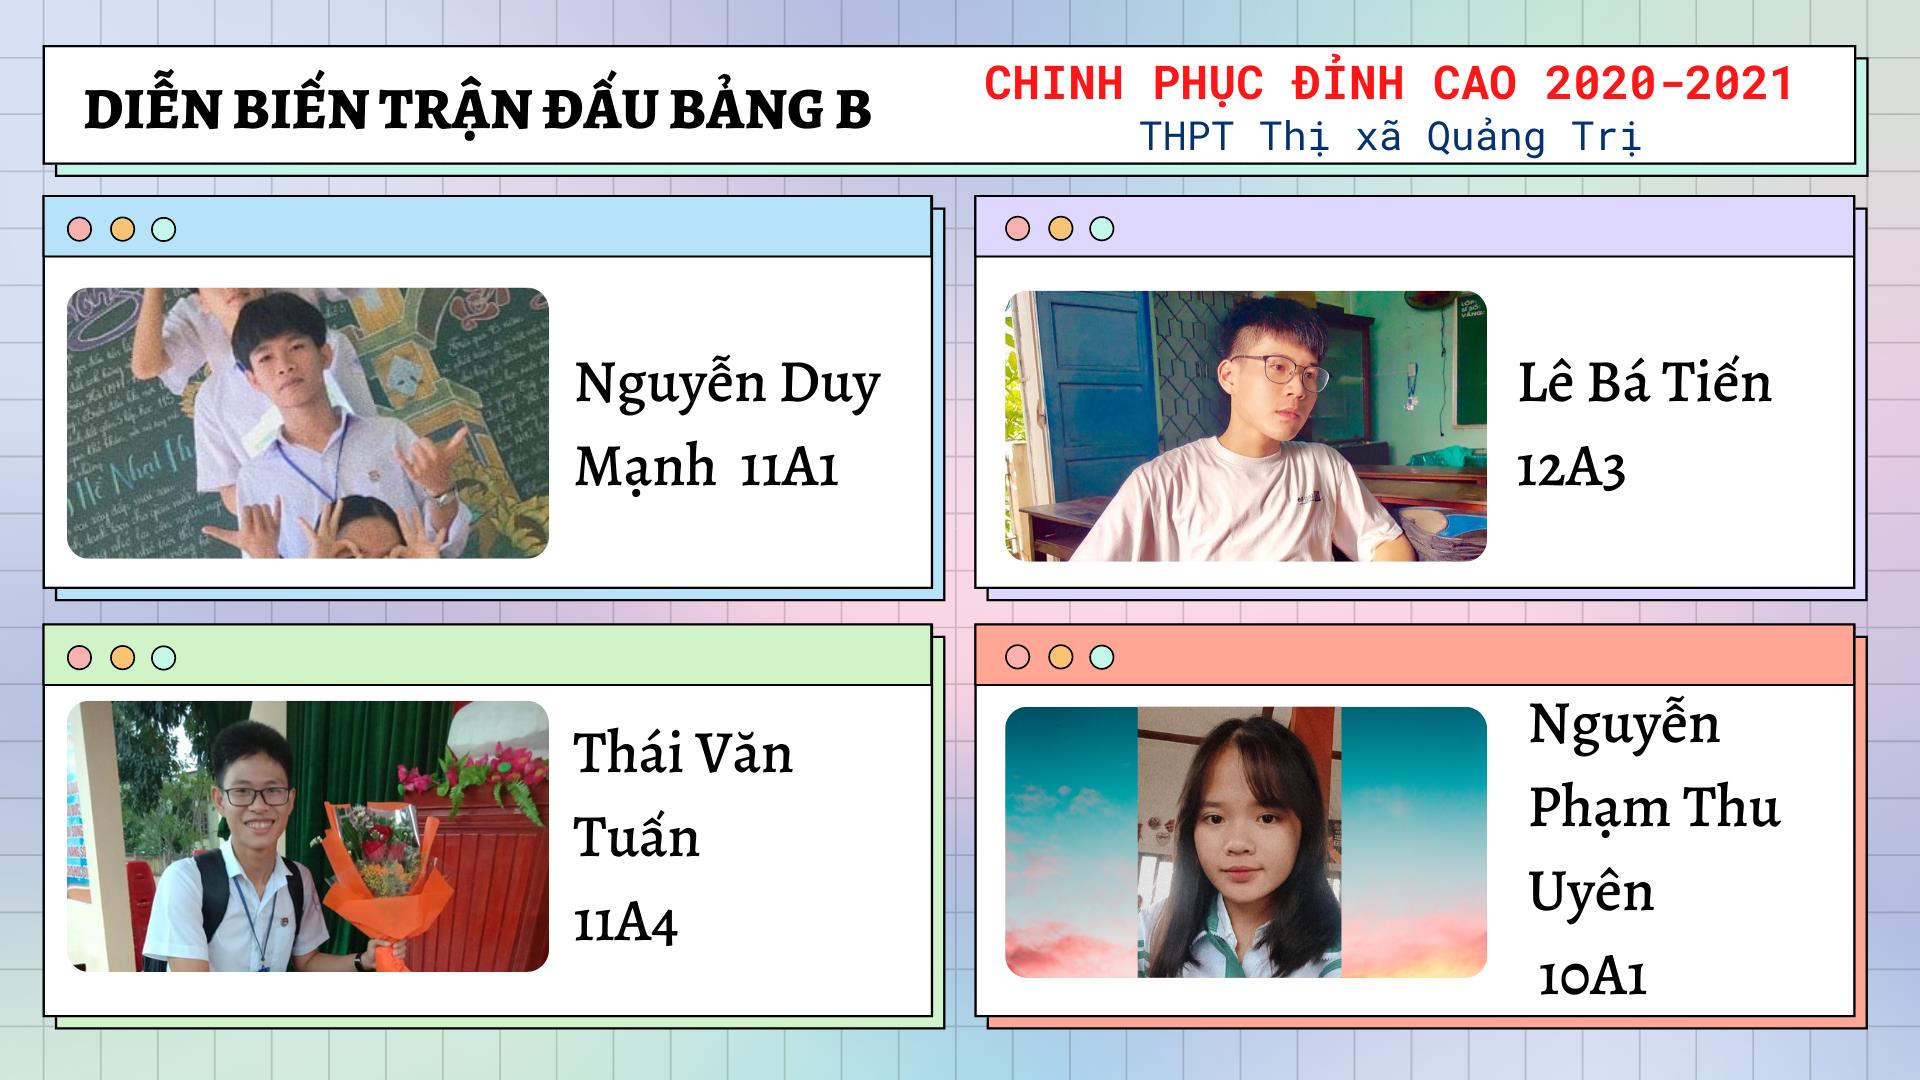 DIỄN BIẾN TRẬN ĐẤU BẢNG B
CHINH PHỤC ĐỈNH CAO 2020-2021
THPT Thị xã Quảng Trị
Nguyễn Duy
Mạnh 11A1
Lê Bá Tiến
12A3
Thái Văn
Tuấn
11A4
Nguyễn
Phạm Thu
Uyên
10A1